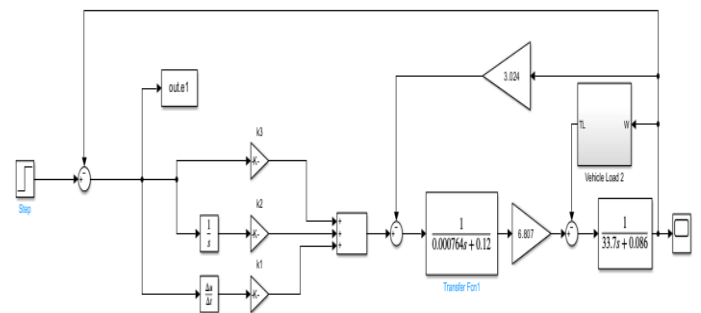 out.e1
3.024
TL
W
Vehicle Load 2
k3
-K-
Step
k2
1
s
-K-
+
+
+
1
0.000764s + 0.12
6.807
1
33.7s + 0.086
Transfer Fcn1
k1
Δu
Δt
-K-